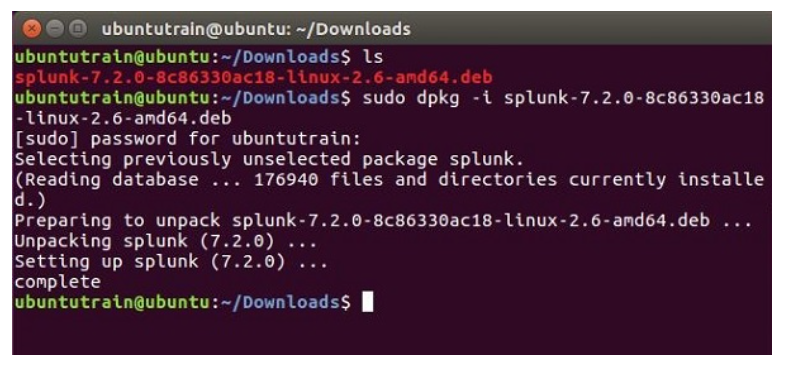 ubuntutrain@ubuntu: ~/Downloads
ubuntutrain@ubuntu:~/Downloads$ ls
splunk-7.2.0-8c86330ac18-linux-2.6-amd64.deb
ubuntutrain@ubuntu:~/Downloads$ sudo dpkg -i splunk-7.2.0-8c86330ac18
-linux-2.6-amd64.deb
[sudo] password for ubuntutrain:
Selecting previously unselected package splunk.
(Reading database ... 176940 files and directories currently installe
d.)
Preparing to unpack splunk-7.2.0-8c86330ac18-linux-2.6-amd64.deb ...
Unpacking splunk (7.2.0) ...
Setting up splunk (7.2.0) ...
complete
ubuntutrain@ubuntu:~/Downloads$